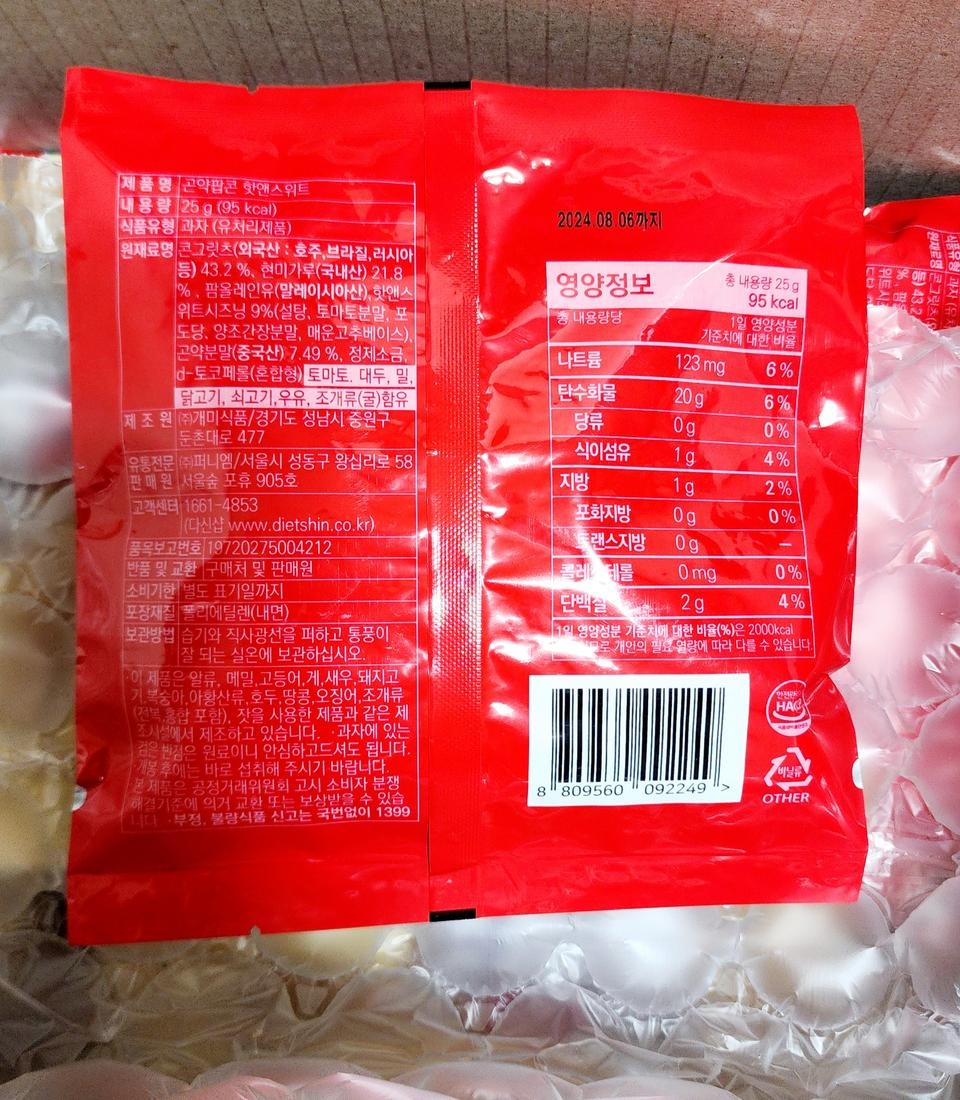 제 품 명 곤약팝콘 핫앤스위트
내 용 량 25 g (95 kcal)
식품유형 과자 (유처리제품)
원재료명 콘그릿츠(외국산 : 호주,브라질,러시아
등) 43.2 %, 현미가루(국내산) 21.8
%, 팜올레인유(말레이시아산), 핫앤스
위트시즈닝 9%(설탕, 토마토분말, 포
도당, 양조간장분말, 매운고추베이스),
곤약분말(중국산) 7.49 %, 정제소금,
d-토코페롤(혼합형) 토마토, 대두, 밀,
닭고기, 쇠고기,우유, 조개류(굴)함유
제 조 원 ㈜개미식품/경기도 성남시 중원구
둔촌대로 477
유통전문 ㈜퍼니엠/서울시 성동구 왕십리로 58
판 매 원 서울숲 포휴 905호
고객센터 1661-4853
(다신샵 www.dietshin.co.kr)
품목보고번호 19720275004212
반품 및 교환 구매처 및 판매원
소비기한 별도 표기일까지
포장재질 폴리에틸렌(내면)
보관방법 습기와 직사광선을 피하고 통풍이
잘 되는 실온에 보관하십시오.
·이 제품은 알류, 메밀,고등어,게,새우,돼지고
기,복숭아,아황산류,호두,땅콩,오징어,조개류
(전복,홍합 포함), 잣을 사용한 제품과 같은 제
조시설에서 제조하고 있습니다. ·과자에 있는
검은 반점은 원료이니 안심하고드셔도 됩니다.
개봉 후에는 바로 섭취해 주시기 바랍니다.
본 제품은 공정거래위원회 고시 소비자 분쟁
해결기준에 의거 교환 또는 보상받을 수 있습
니다. ·부정, 불량식품 신고는 국번없이 1399
2024.08.06까지
영양정보 총 내용량 25 g
95 kcal
총 내용량당 1일 영양성분
기준치에 대한 비율
나트륨 123 mg 6 %
탄수화물 20 g 6 %
당류 0 g 0 %
식이섬유 1 g 4 %
지방 1 g 2 %
포화지방 0 g 0 %
트랜스지방 0 g –
콜레스테롤 0 mg 0 %
단백질 2 g 4 %
1일 영양성분 기준치에 대한 비율(%)은 2000kcal
개인의 필요 열량에 따라 다를 수 있습니다.
8 809560 092249 >
HACCP
비닐류
OTHER